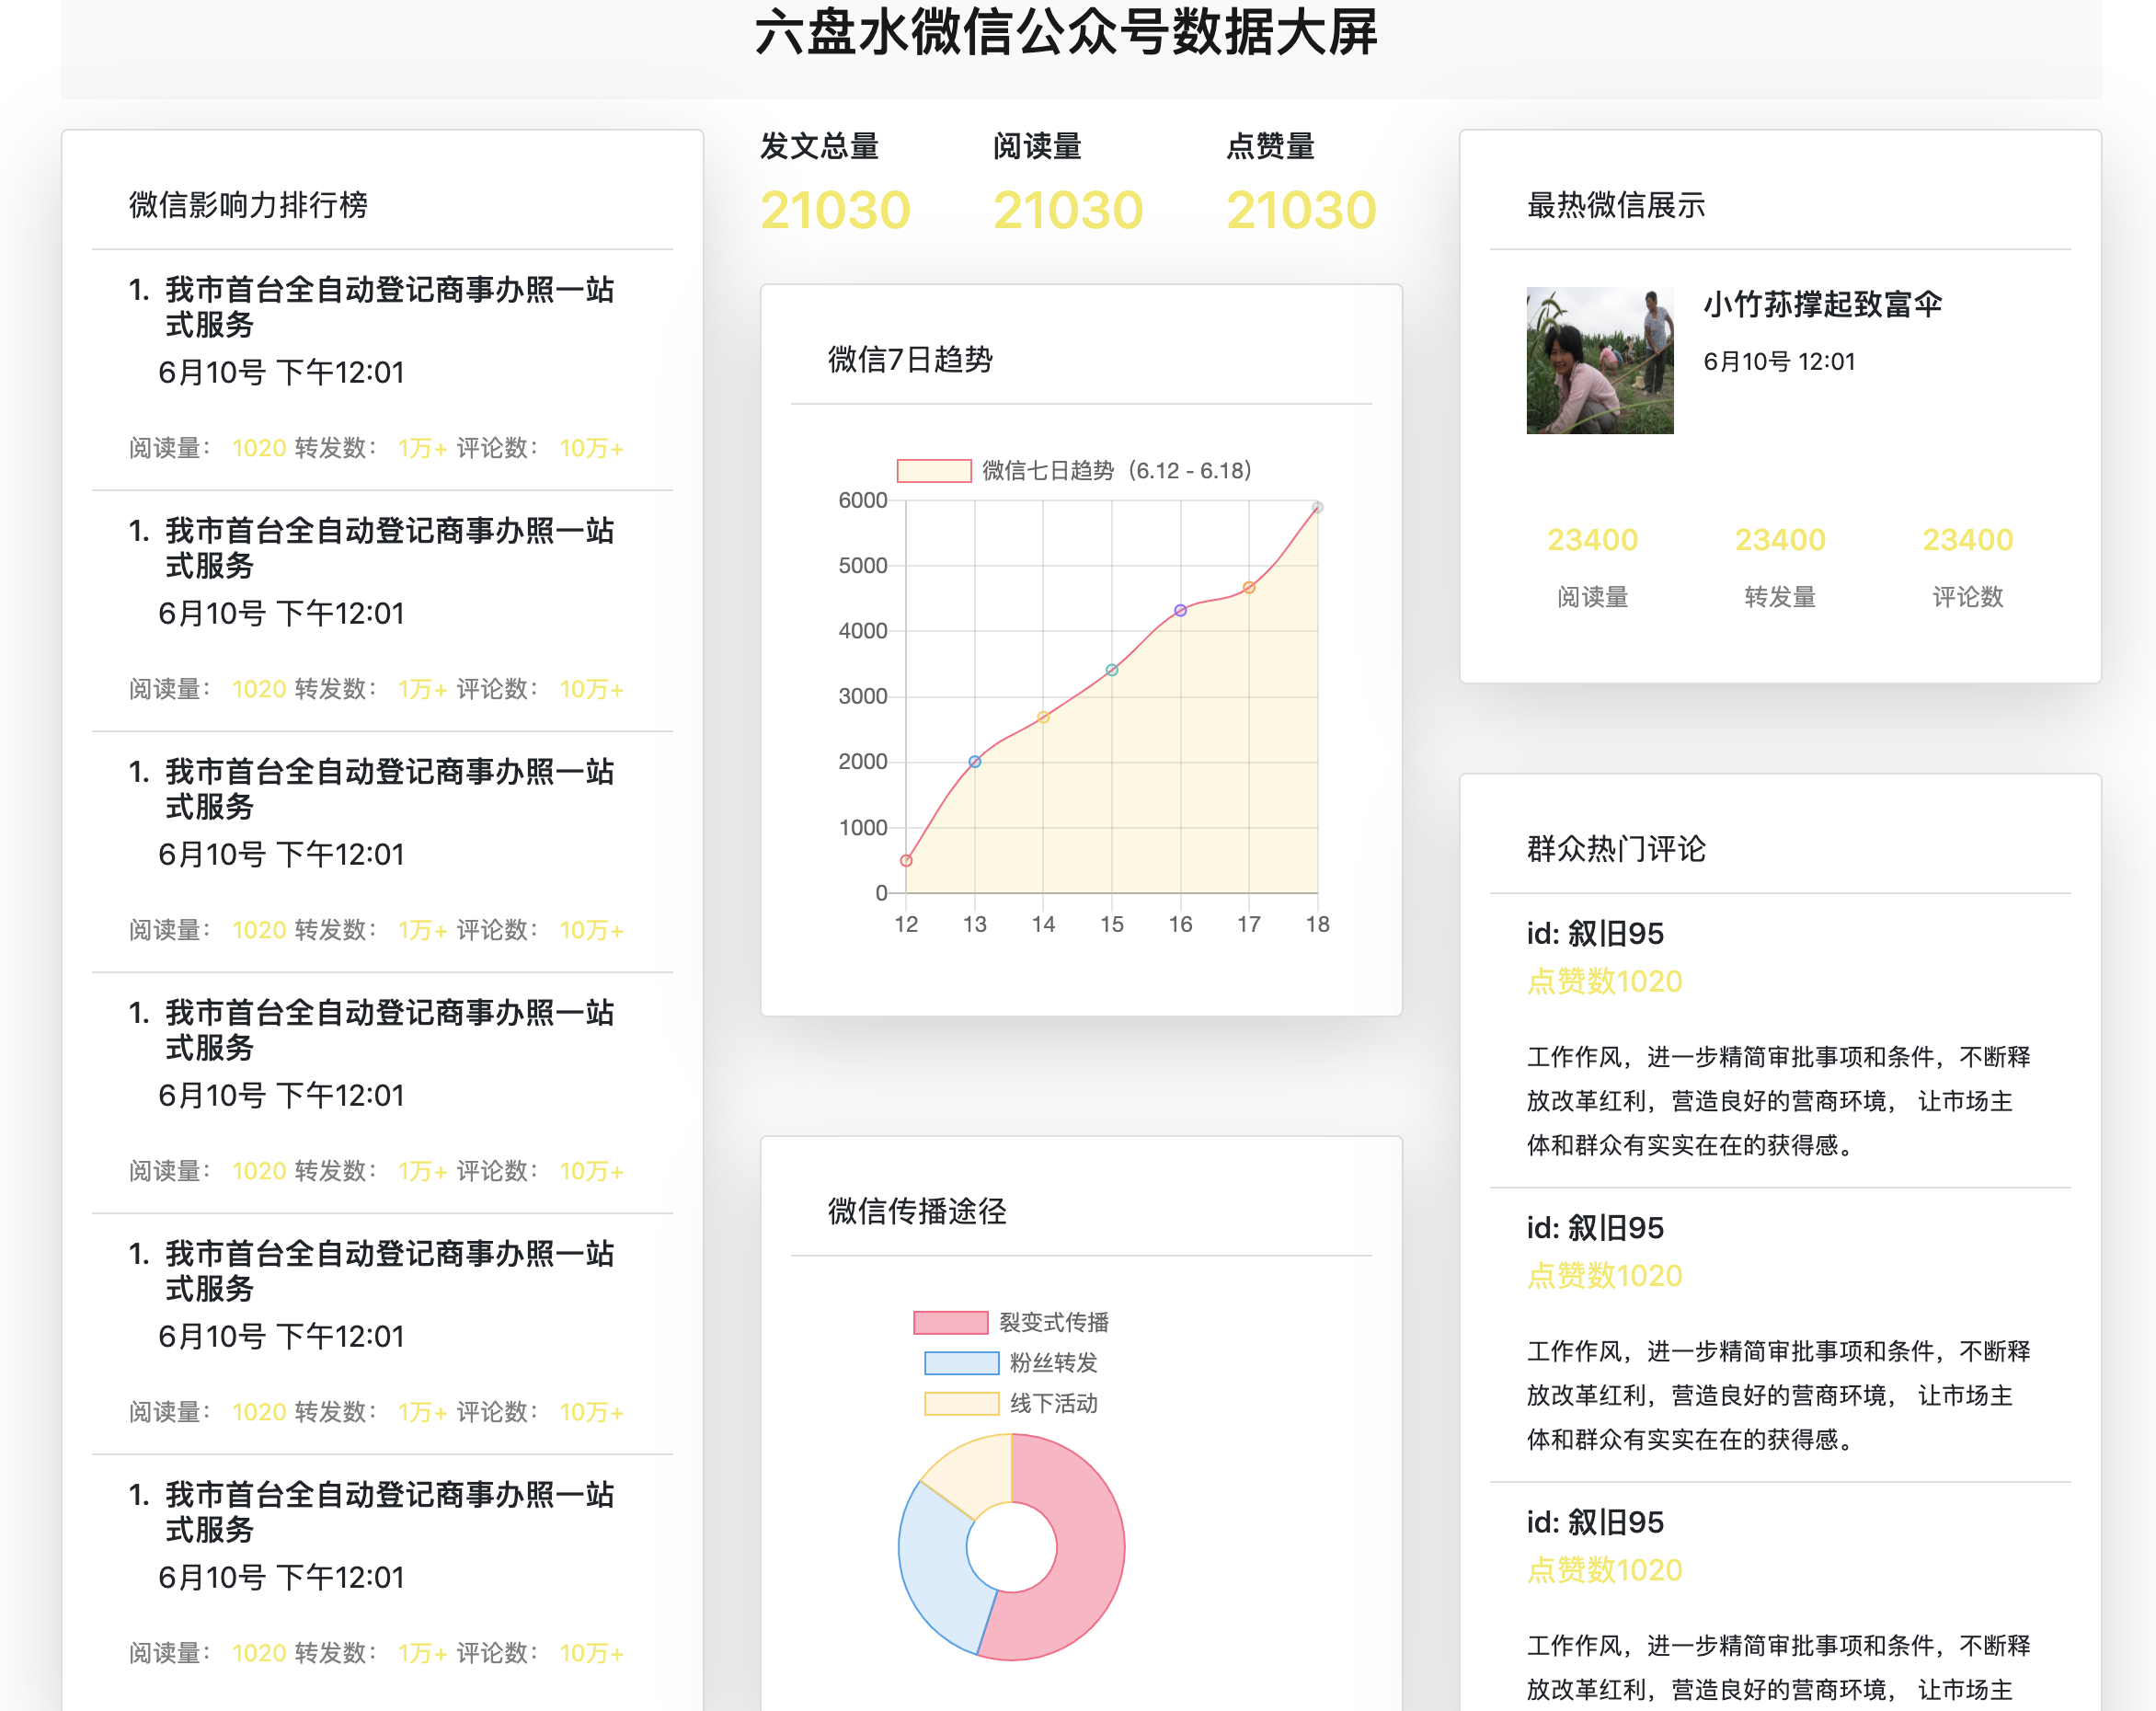 六盘水微信公众号数据大屏
微信影响力排行榜
1. 我市首台全自动登记商事办照一站
式服务
6月10号 下午12:01
阅读量: 1020 转发数: 1万+ 评论数: 10万+
1. 我市首台全自动登记商事办照一站
式服务
6月10号 下午12:01
阅读量: 1020 转发数: 1万+ 评论数: 10万+
1. 我市首台全自动登记商事办照一站
式服务
6月10号 下午12:01
阅读量: 1020 转发数: 1万+ 评论数: 10万+
1. 我市首台全自动登记商事办照一站
式服务
6月10号 下午12:01
阅读量: 1020 转发数: 1万+ 评论数: 10万+
1. 我市首台全自动登记商事办照一站
式服务
6月10号 下午12:01
阅读量: 1020 转发数: 1万+ 评论数: 10万+
1. 我市首台全自动登记商事办照一站
式服务
6月10号 下午12:01
阅读量: 1020 转发数: 1万+ 评论数: 10万+
发文总量 阅读量 点赞量
21030 21030 21030
微信7日趋势
微信七日趋势（6.12 - 6.18）
6000
5000
4000
3000
2000
1000
0
12 13 14 15 16 17 18
微信传播途径
裂变式传播
粉丝转发
线下活动
最热微信展示
小竹荪撑起致富伞
6月10号 12:01
23400 23400 23400
阅读量 转发量 评论数
群众热门评论
id: 叙旧95
点赞数1020
工作作风，进一步精简审批事项和条件，不断释
放改革红利，营造良好的营商环境， 让市场主
体和群众有实实在在的获得感。
id: 叙旧95
点赞数1020
工作作风，进一步精简审批事项和条件，不断释
放改革红利，营造良好的营商环境， 让市场主
体和群众有实实在在的获得感。
id: 叙旧95
点赞数1020
工作作风，进一步精简审批事项和条件，不断释
放改革红利，营造良好的营商环境， 让市场主